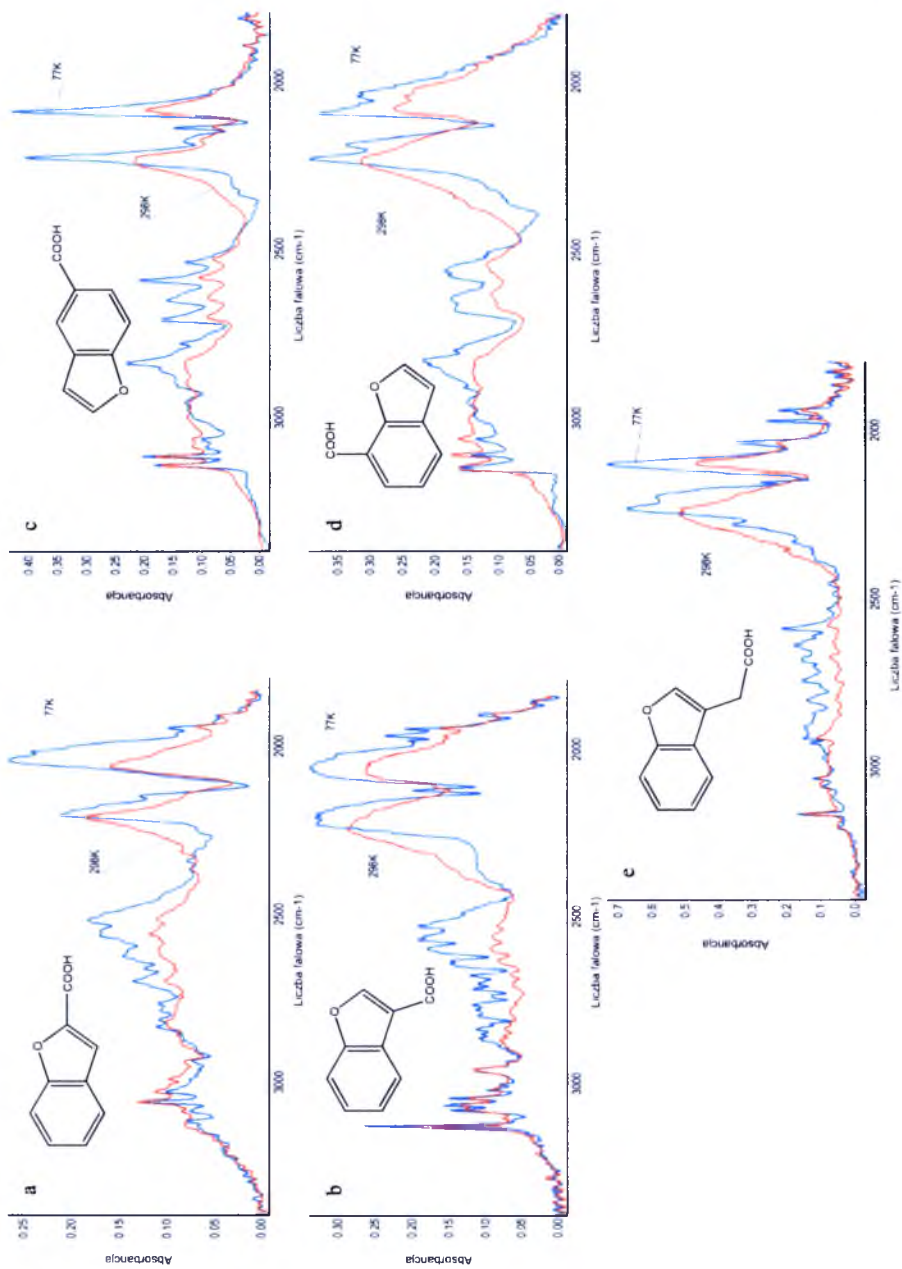 a
COOH
O
77K
298K
Absorbancja
0.25
0.20
0.15
0.10
0.05
0.00
3000 2500 2000
Liczba falowa (cm-1)
b
O
COOH
77K
298K
Absorbancja
0.30
0.25
0.20
0.15
0.10
0.05
0.00
3000 2500 2000
Liczba falowa (cm-1)
c
COOH
O
77K
298K
Absorbancja
0.40
0.35
0.30
0.25
0.20
0.15
0.10
0.05
0.00
3000 2500 2000
Liczba falowa (cm-1)
d
COOH
O
77K
298K
Absorbancja
0.35
0.30
0.25
0.20
0.15
0.10
0.05
0.00
3000 2500 2000
Liczba falowa (cm-1)
e
O
COOH
77K
298K
Absorbancja
0.7
0.6
0.5
0.4
0.3
0.2
0.1
0.0
3000 2500 2000
Liczba falowa (cm-1)